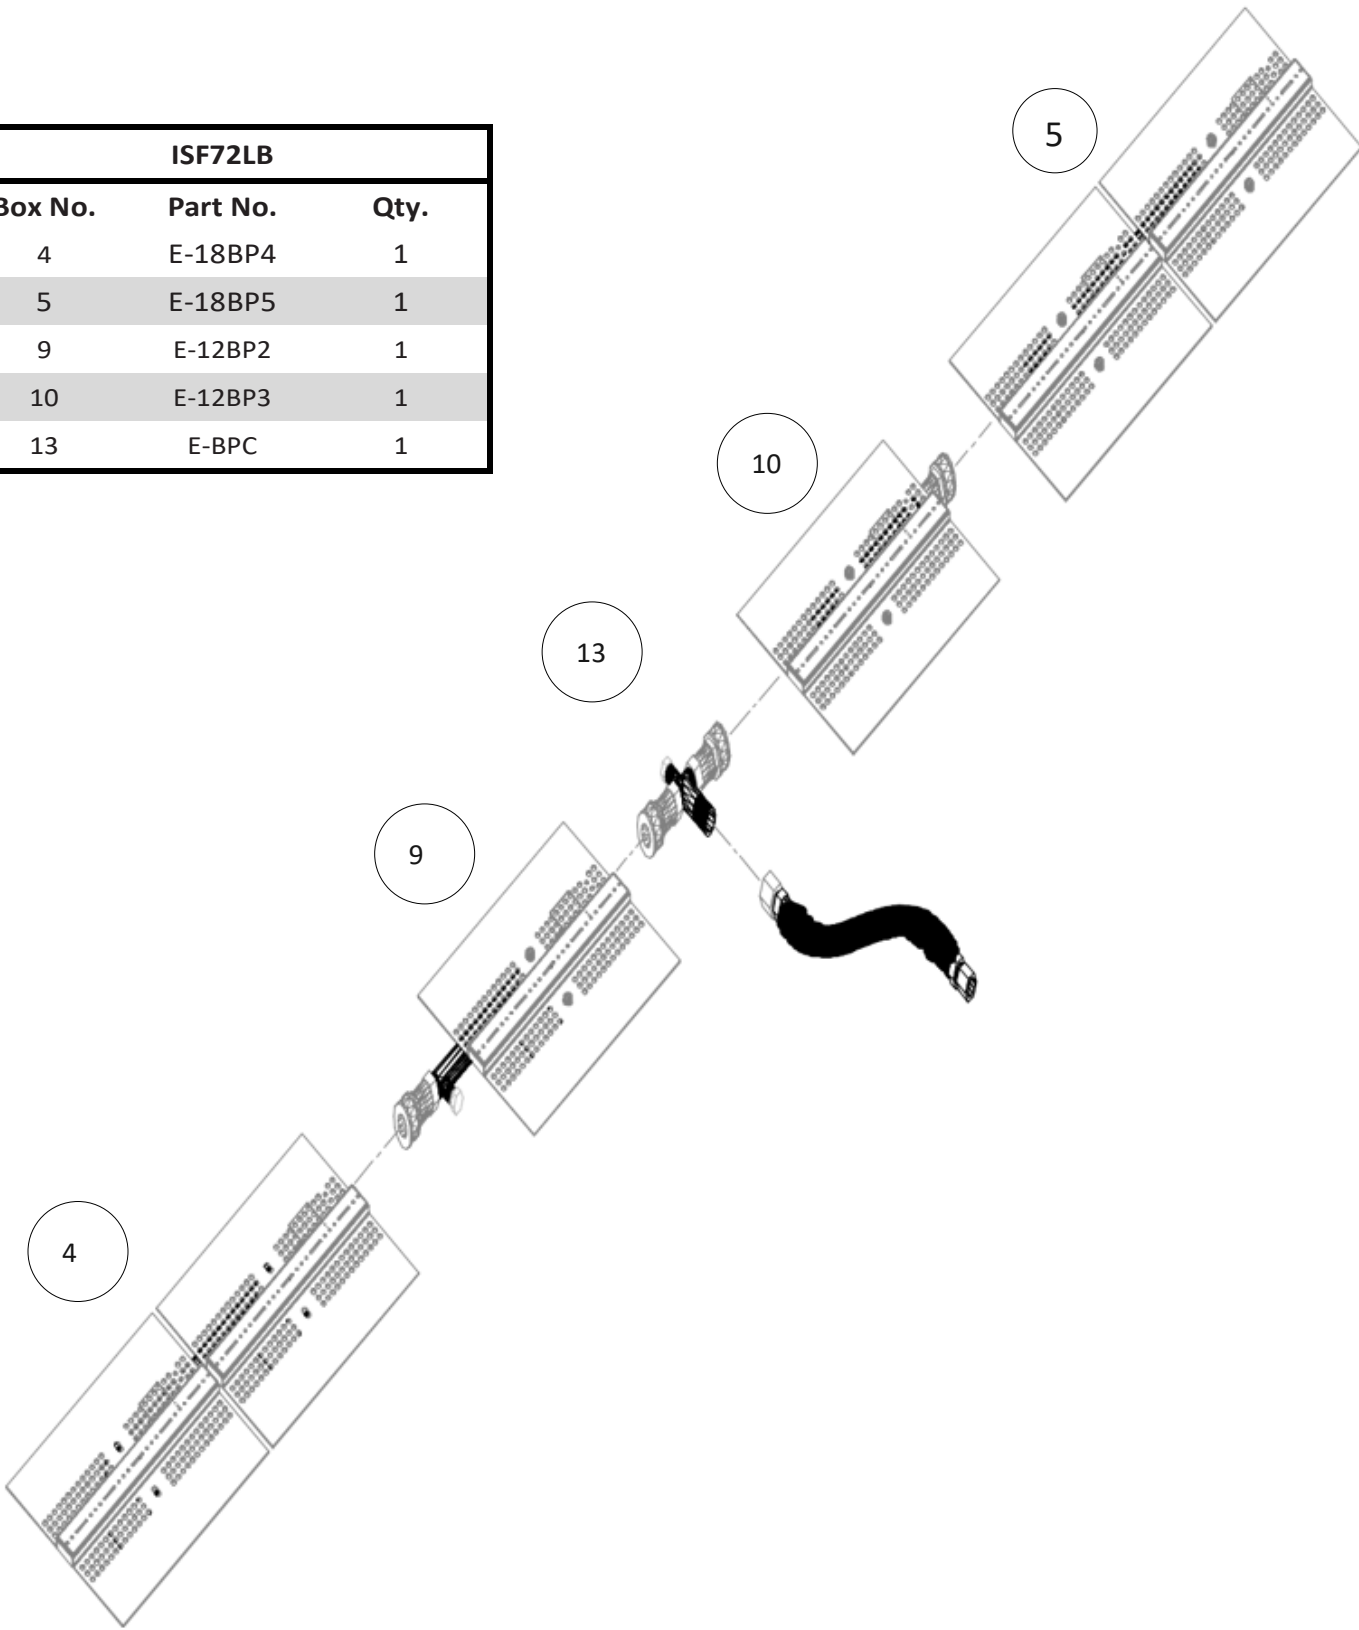 ISF72LB
Box No. Part No. Qty.
4 E-18BP4 1
5 E-18BP5 1
9 E-12BP2 1
10 E-12BP3 1
13 E-BPC 1
5
10
13
9
4